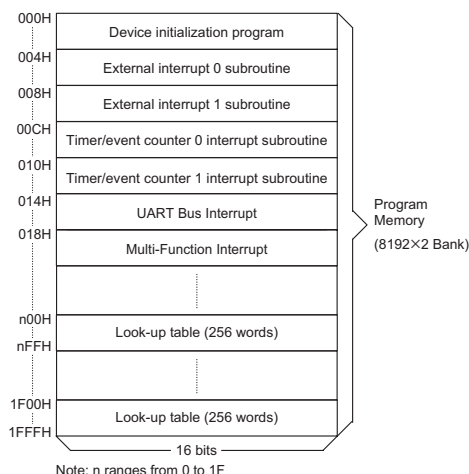 000H
Device initialization program
004H
External interrupt 0 subroutine
008H
External interrupt 1 subroutine
00CH
Timer/event counter 0 interrupt subroutine
010H
Timer/event counter 1 interrupt subroutine
014H
UART Bus Interrupt
018H
Multi-Function Interrupt
Program
Memory
(8192×2 Bank)
n00H
Look-up table (256 words)
nFFH
1F00H
Look-up table (256 words)
1FFFH
16 bits
Note: n ranges from 0 to 1F